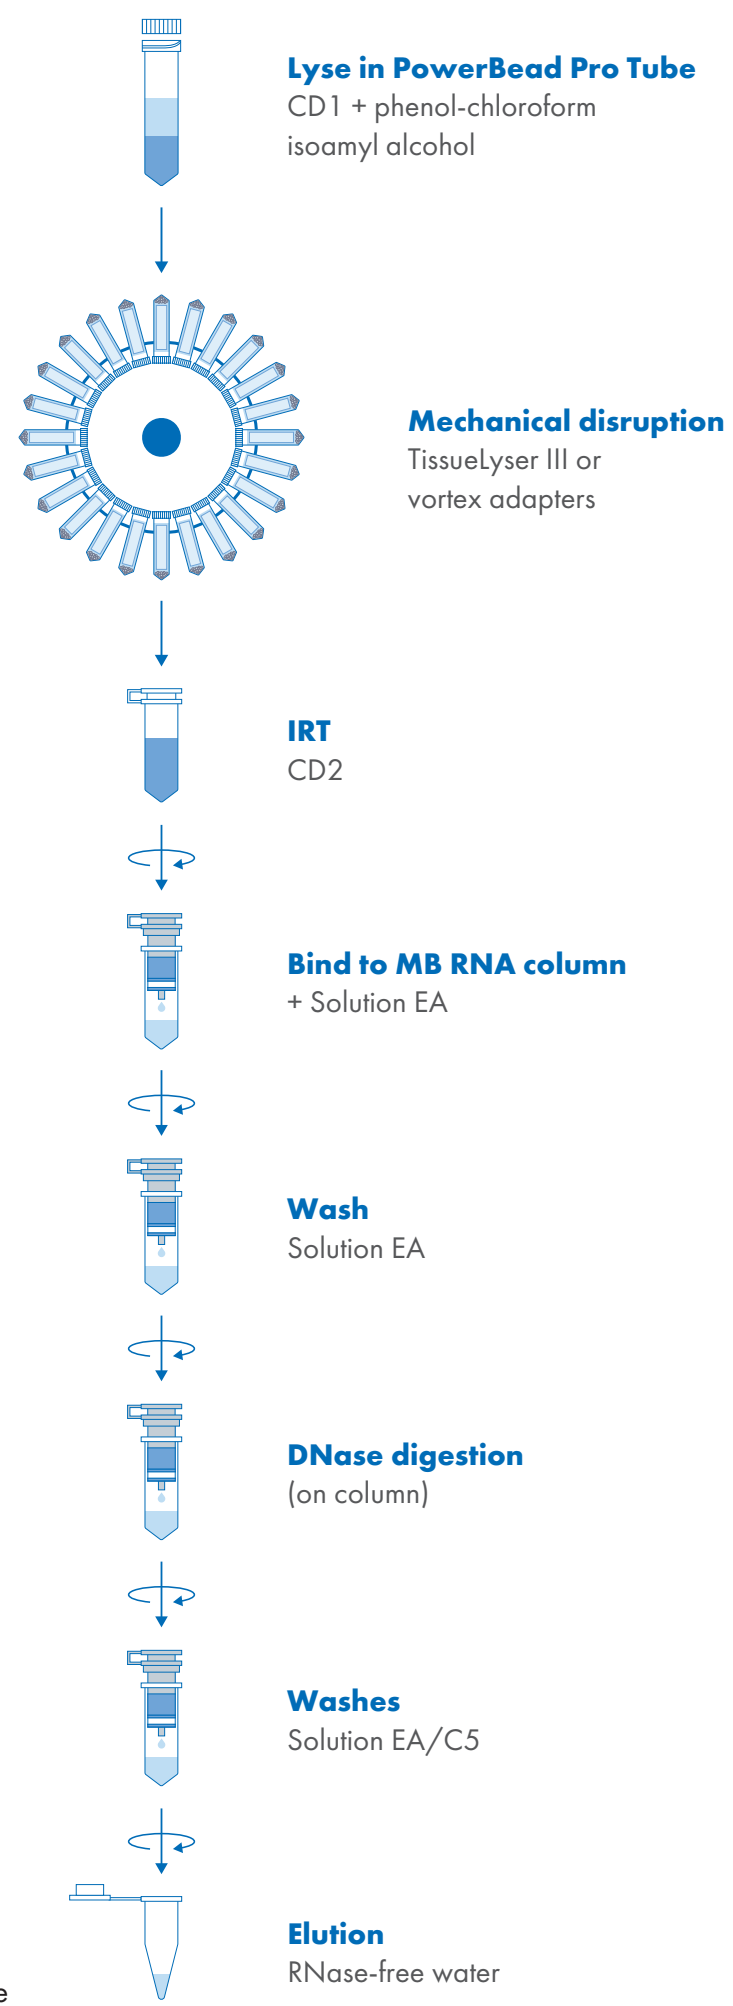 Lyse in PowerBead Pro Tube
CD1 + phenol-chloroform
isoamyl alcohol
Mechanical disruption
TissueLyser III or
vortex adapters
IRT
CD2
Bind to MB RNA column
+ Solution EA
Wash
Solution EA
DNase digestion
(on column)
Washes
Solution EA/C5
Elution
RNase-free water
e